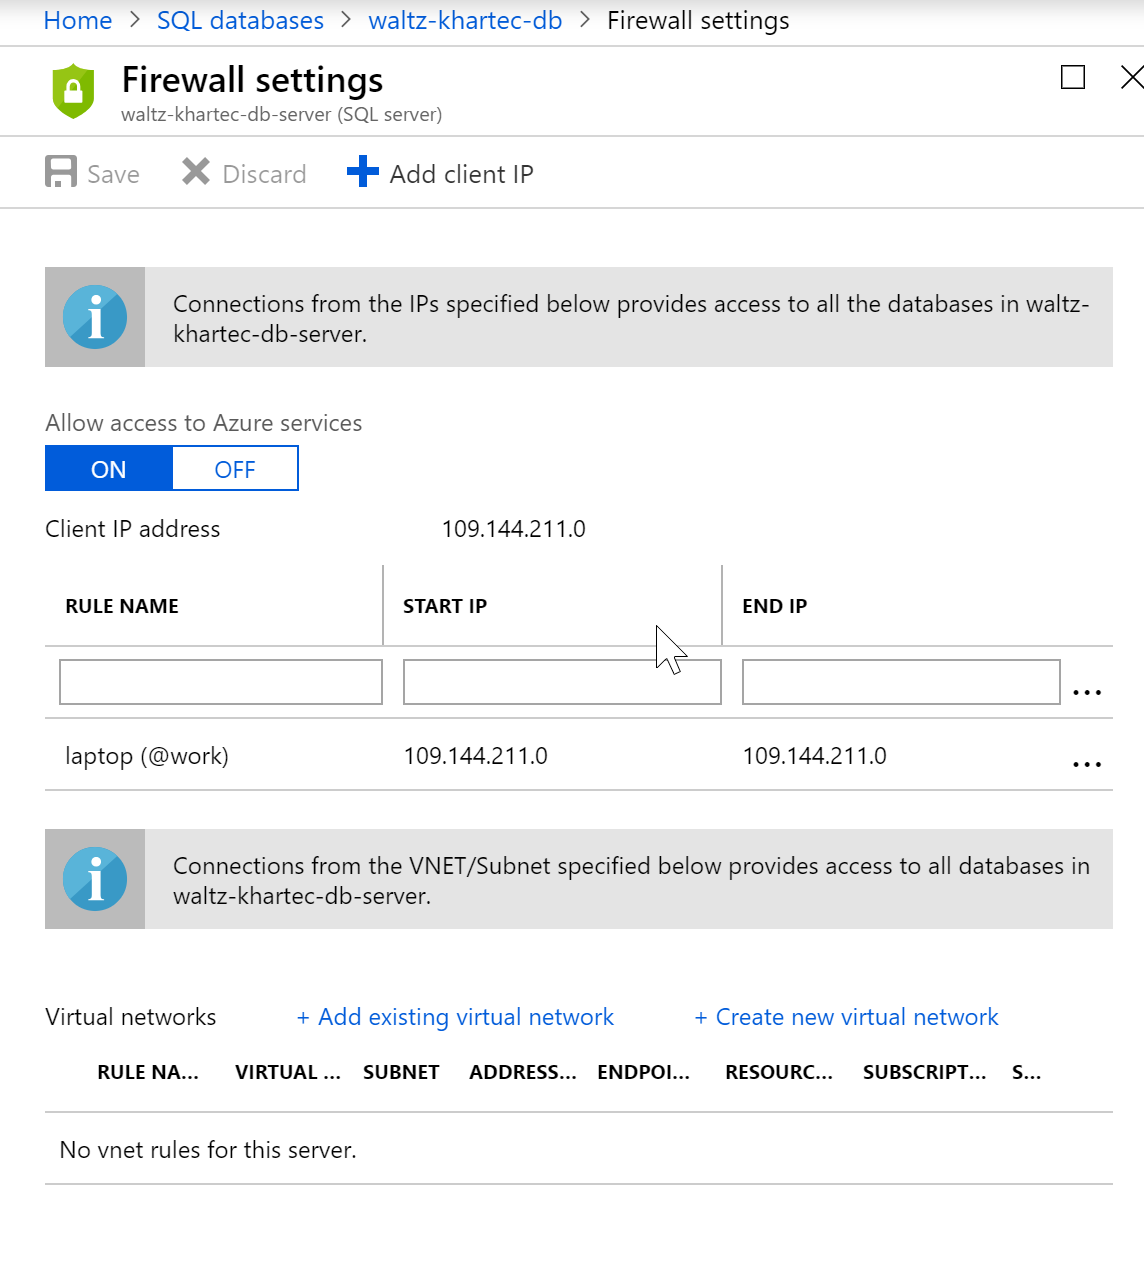 Home > SQL databases > waltz-khartec-db > Firewall settings
Firewall settings
waltz-khartec-db-server (SQL server)
Save Discard Add client IP
Connections from the IPs specified below provides access to all the databases in waltz-
khartec-db-server.
Allow access to Azure services
ON OFF
Client IP address 109.144.211.0
RULE NAME START IP END IP
...
laptop (@work) 109.144.211.0 109.144.211.0 ...
Connections from the VNET/Subnet specified below provides access to all databases in
waltz-khartec-db-server.
Virtual networks + Add existing virtual network + Create new virtual network
RULE NA... VIRTUAL ... SUBNET ADDRESS... ENDPOI... RESOURC... SUBSCRIPT... S...
No vnet rules for this server.